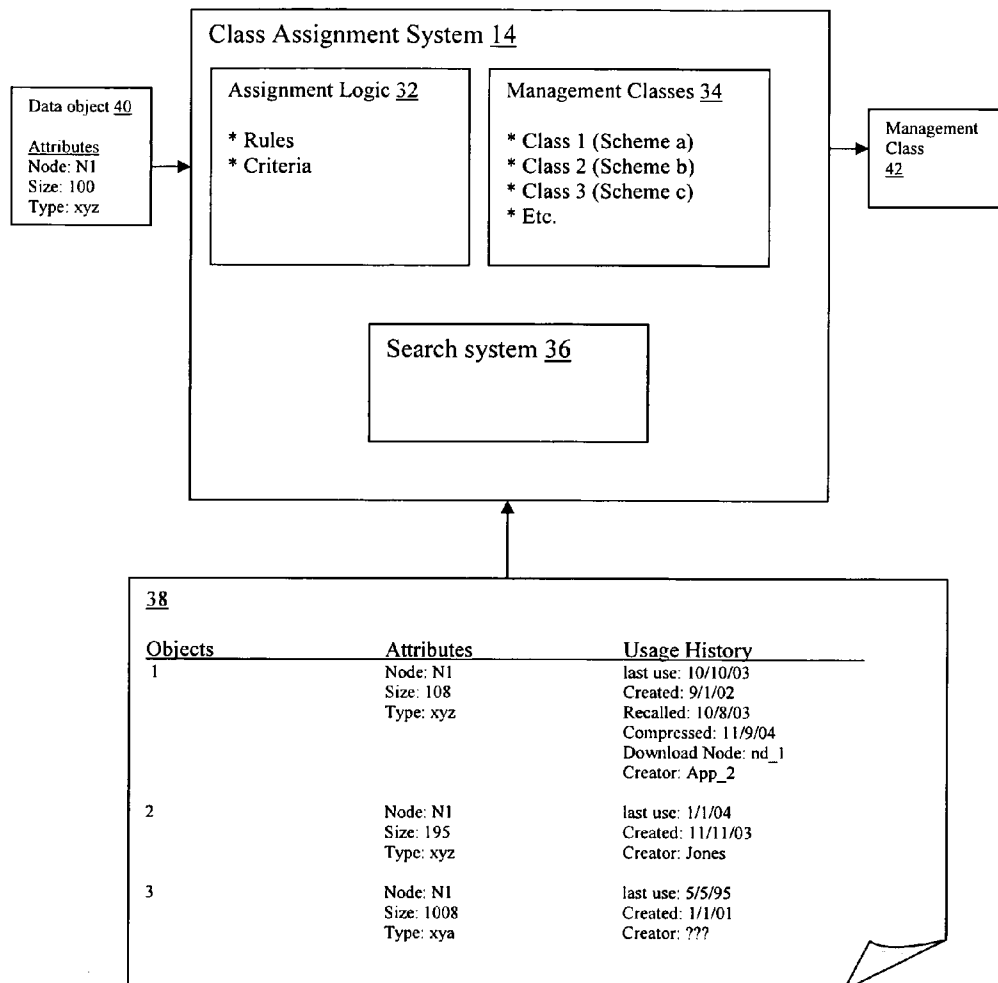 Class Assignment System 14
Data object 40
Attributes
Node: N1
Size: 100
Type: xyz
Assignment Logic 32
* Rules
* Criteria
Management Classes 34
* Class 1 (Scheme a)
* Class 2 (Scheme b)
* Class 3 (Scheme c)
* Etc.
Management
Class
42
Search system 36
38
Objects Attributes Usage History
1 Node: N1 last use: 10/10/03
Size: 108 Created: 9/1/02
Type: xyz Recalled: 10/8/03
Compressed: 11/9/04
Download Node: nd_1
Creator: App_2
2 Node: N1 last use: 1/1/04
Size: 195 Created: 11/11/03
Type: xyz Creator: Jones
3 Node: N1 last use: 5/5/95
Size: 1008 Created: 1/1/01
Type: xya Creator: ???